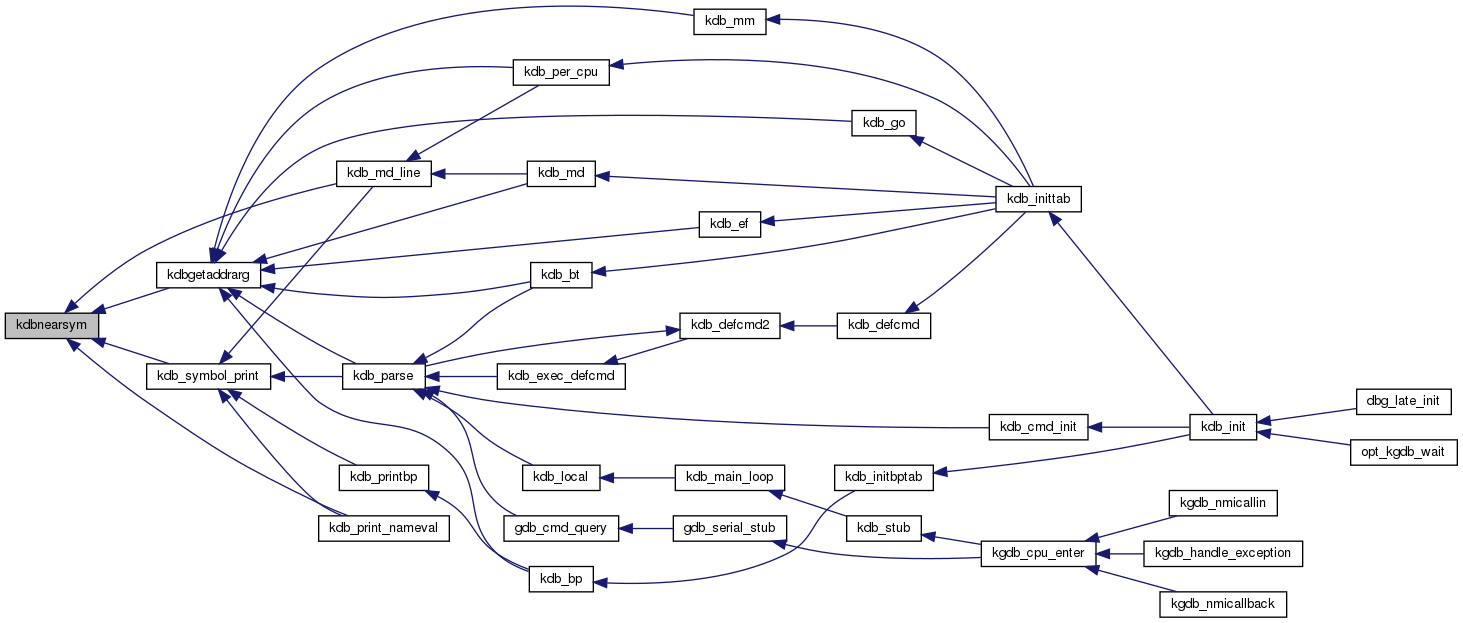 kdb_mm
kdb_per_cpu
kdb_go
kdb_md_line
kdb_md
kdb_inittab
kdb_ef
kdbgetaddrarg
kdb_bt
kdbnearsym
kdb_defcmd2
kdb_defcmd
kdb_symbol_print
kdb_parse
kdb_exec_defcmd
dbg_late_init
kdb_cmd_init
kdb_init
opt_kgdb_wait
kdb_printbp
kdb_local
kdb_main_loop
kdb_initbptab
kgdb_nmicallin
kdb_print_nameval
gdb_cmd_query
gdb_serial_stub
kdb_stub
kgdb_cpu_enter
kgdb_handle_exception
kdb_bp
kgdb_nmicallback